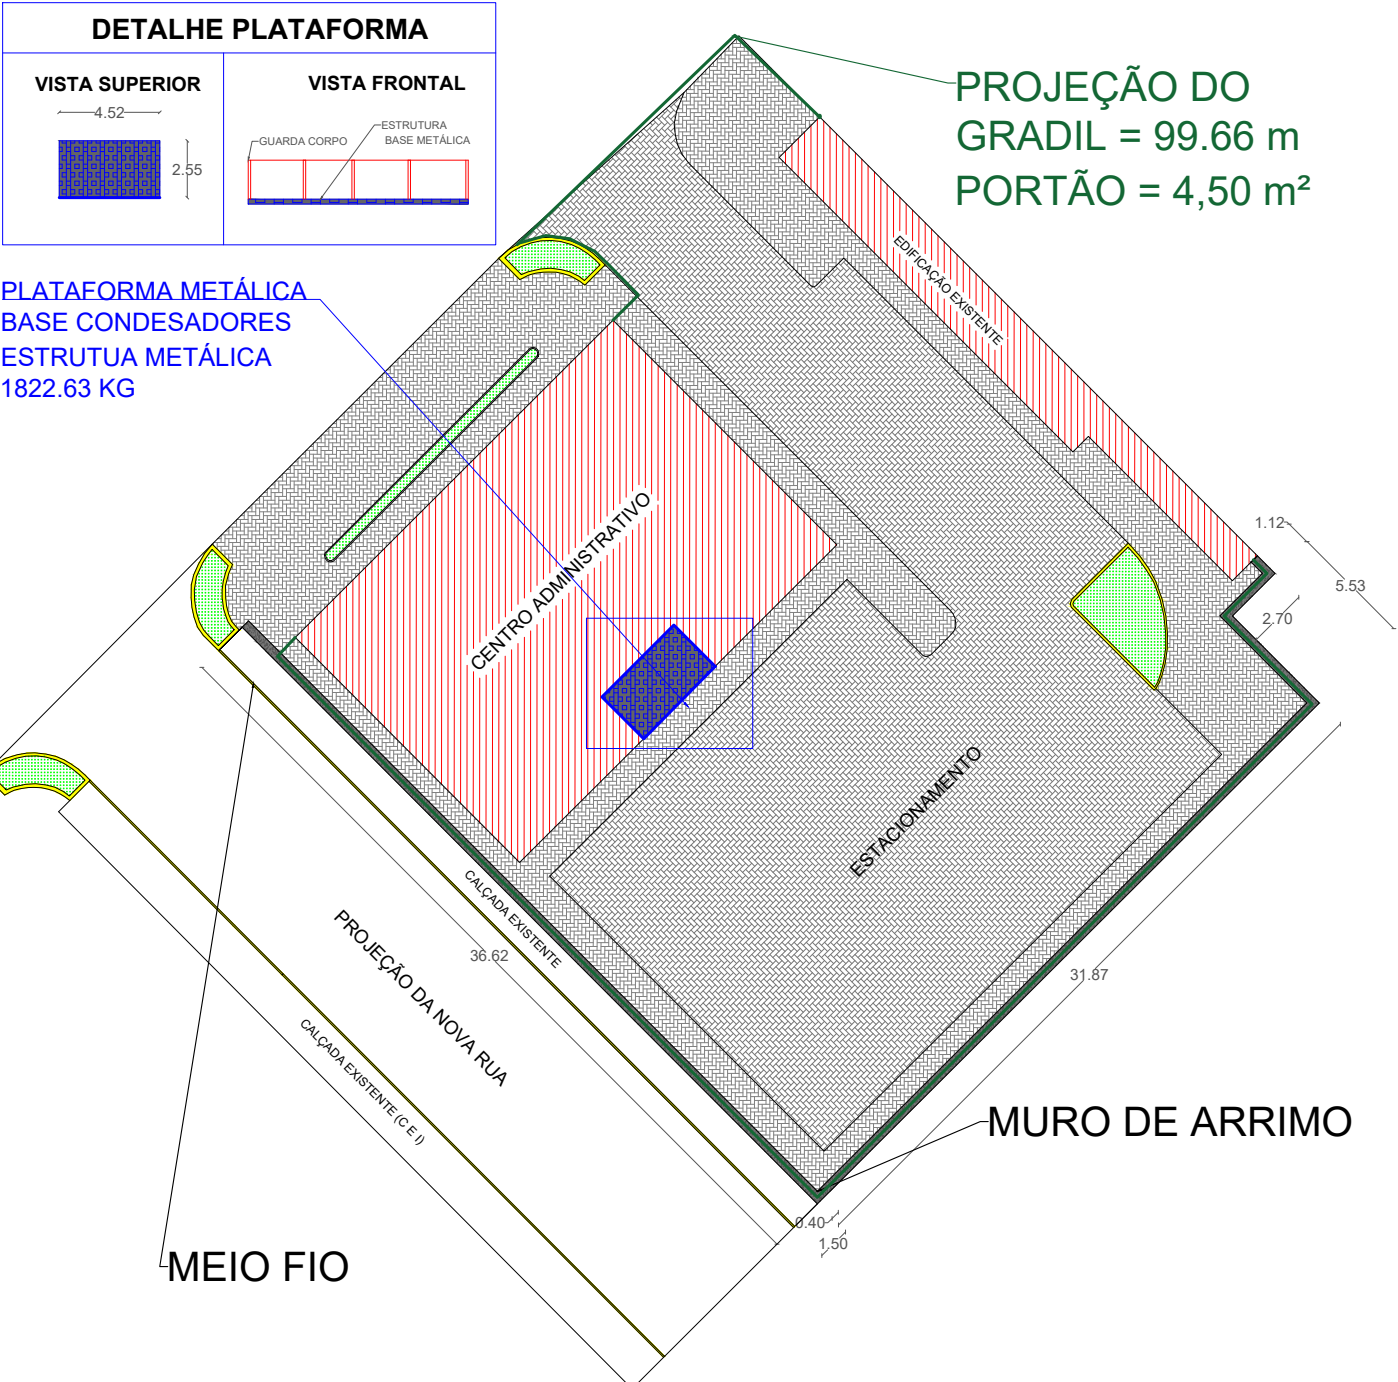 DETALHE PLATAFORMA
VISTA SUPERIOR
VISTA FRONTAL
4.52
2.55
GUARDA CORPO
ESTRUTURA
BASE METÁLICA
PROJEÇÃO DO
GRADIL = 99.66 m
PORTÃO = 4,50 m²
PLATAFORMA METÁLICA
BASE CONDESADORES
ESTRUTUA METÁLICA
1822.63 KG
EDIFICAÇÃO EXISTENTE
CENTRO ADMINISTRATIVO
1.12
5.53
2.70
ESTACIONAMENTO
CALÇADA EXISTENTE
36.62
PROJEÇÃO DA NOVA RUA
CALÇADA EXISTENTE (C E I)
31.87
MURO DE ARRIMO
0.40
1.50
MEIO FIO